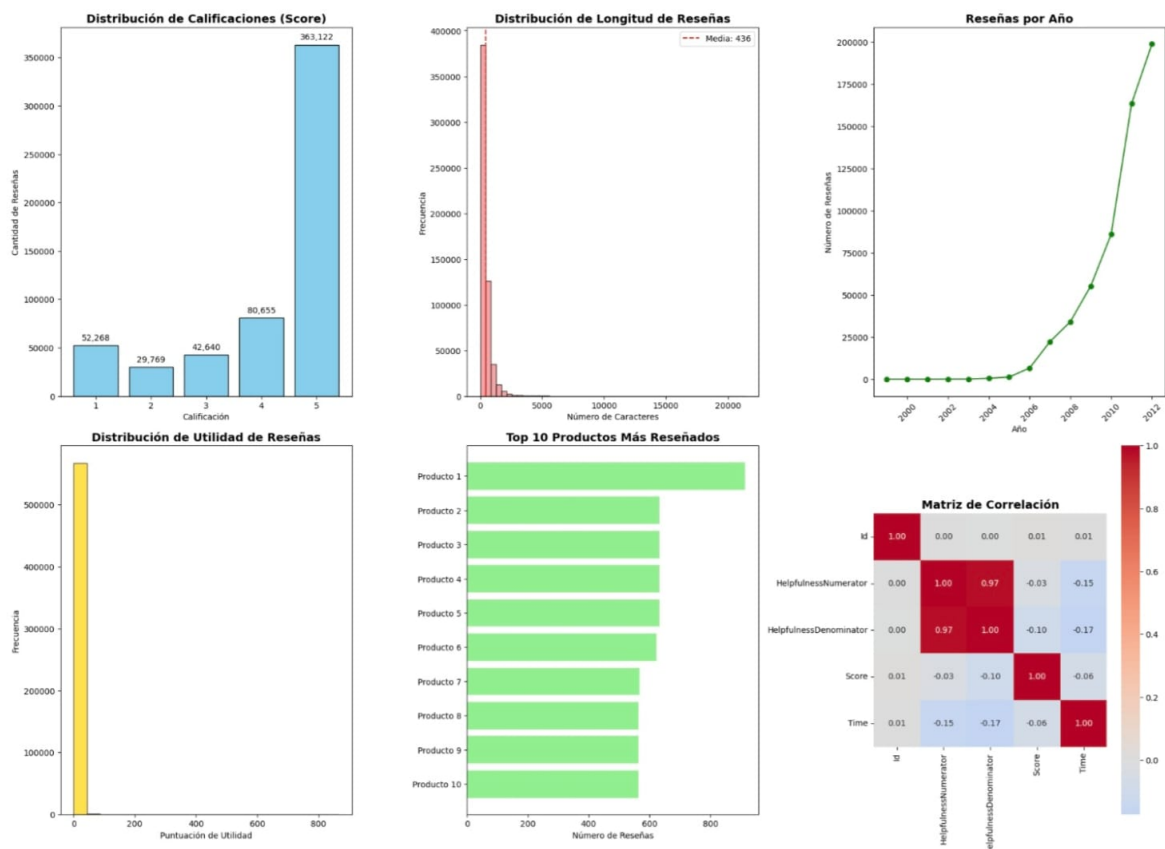 Distribución de Calificaciones (Score)
363,122
350000
300000
250000
200000
150000
100000
50000
0
52,268
29,769
42,640
80,655
1 2 3 4 5
Cantidad de Reseñas
Calificación
Distribución de Longitud de Reseñas
Media: 436
400000
350000
300000
250000
200000
150000
100000
50000
0
0 5000 10000 15000 20000
Frecuencia
Número de Caracteres
Reseñas por Año
200000
175000
150000
125000
100000
75000
50000
25000
0
2000 2002 2004 2006 2008 2010 2012
Número de Reseñas
Año
Distribución de Utilidad de Reseñas
500000
400000
300000
200000
100000
0
0 200 400 600 800
Frecuencia
Puntuación de Utilidad
Top 10 Productos Más Reseñados
Producto 1
Producto 2
Producto 3
Producto 4
Producto 5
Producto 6
Producto 7
Producto 8
Producto 9
Producto 10
0 200 400 600 800
Número de Reseñas
Matriz de Correlación
Id 1.00 0.00 0.00 0.01 0.01
HelpfulnessNumerator 0.00 1.00 0.97 -0.03 -0.15
HelpfulnessDenominator 0.00 0.97 1.00 -0.10 -0.17
Score 0.01 -0.03 -0.10 1.00 -0.06
Time 0.01 -0.15 -0.17 -0.06 1.00
Id
HelpfulnessNumerator
elpfulnessDenominator
Score
Time
1.0
0.8
0.6
0.4
0.2
0.0